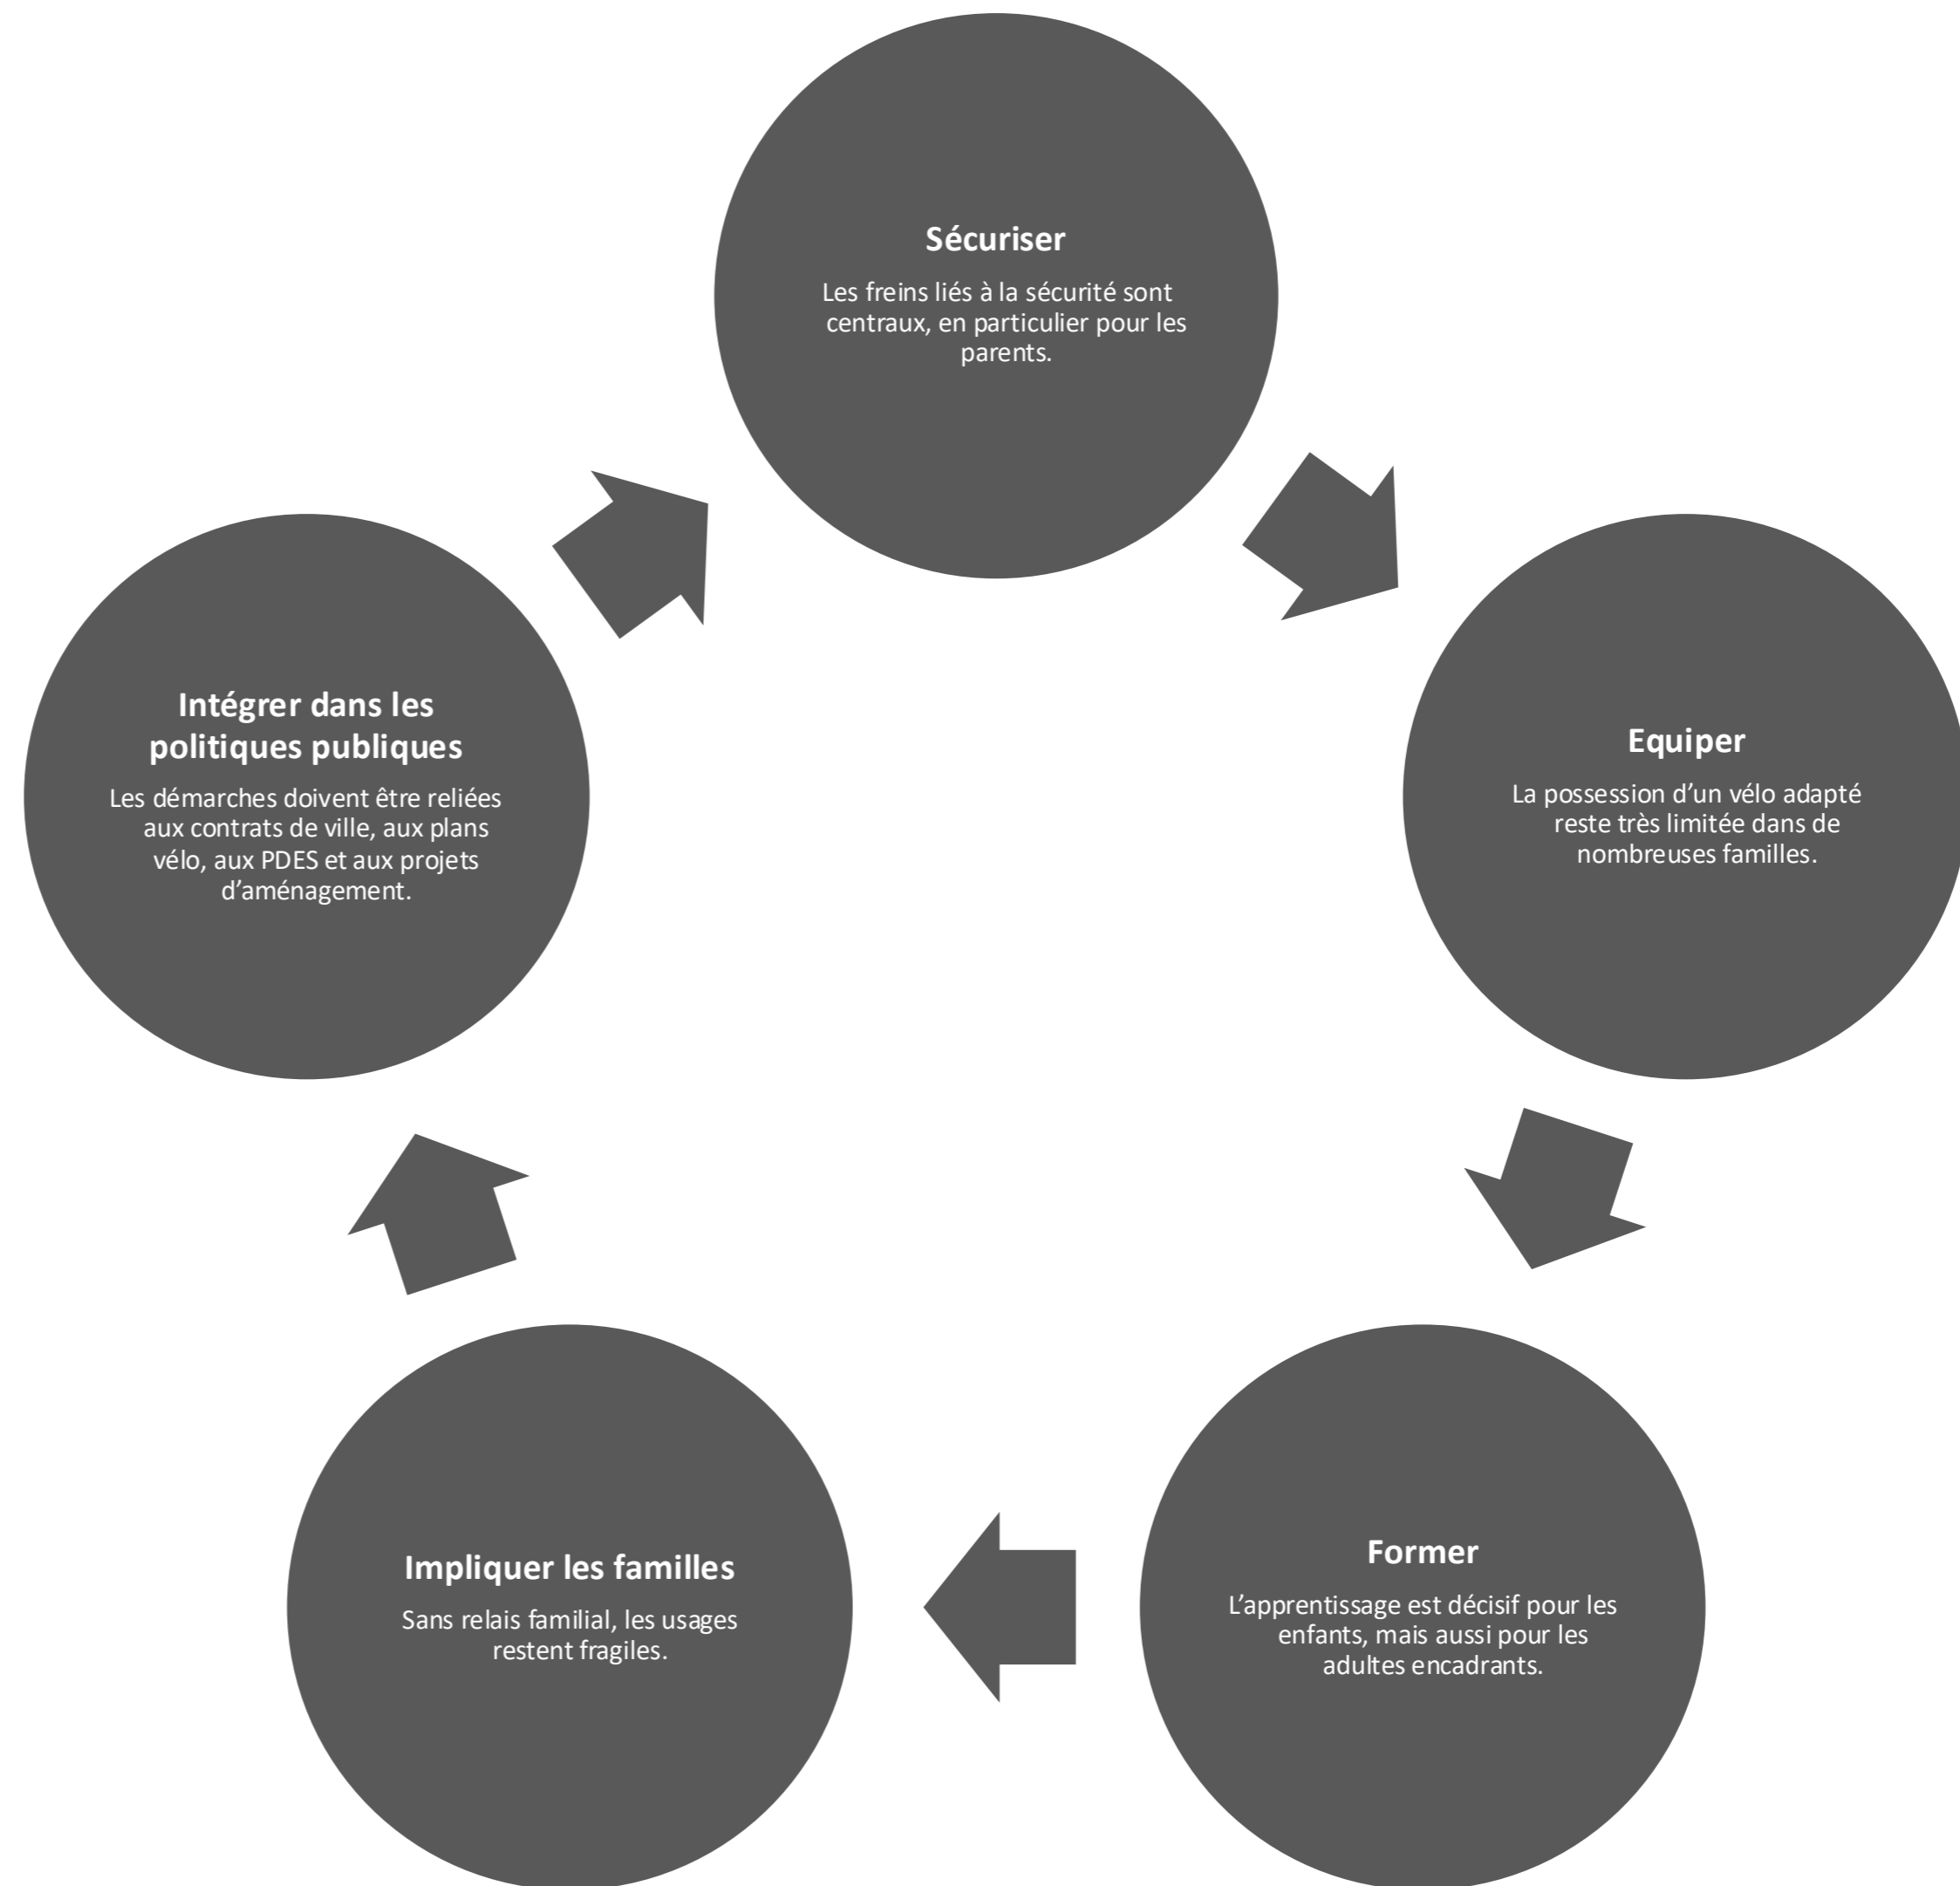 Sécuriser
Les freins liés à la sécurité sont
centraux, en particulier pour les
parents.
Equiper
La possession d’un vélo adapté
reste très limitée dans de
nombreuses familles.
Former
L’apprentissage est décisif pour les
enfants, mais aussi pour les
adultes encadrants.
Impliquer les familles
Sans relais familial, les usages
restent fragiles.
Intégrer dans les
politiques publiques
Les démarches doivent être reliées
aux contrats de ville, aux plans
vélo, aux PDES et aux projets
d’aménagement.